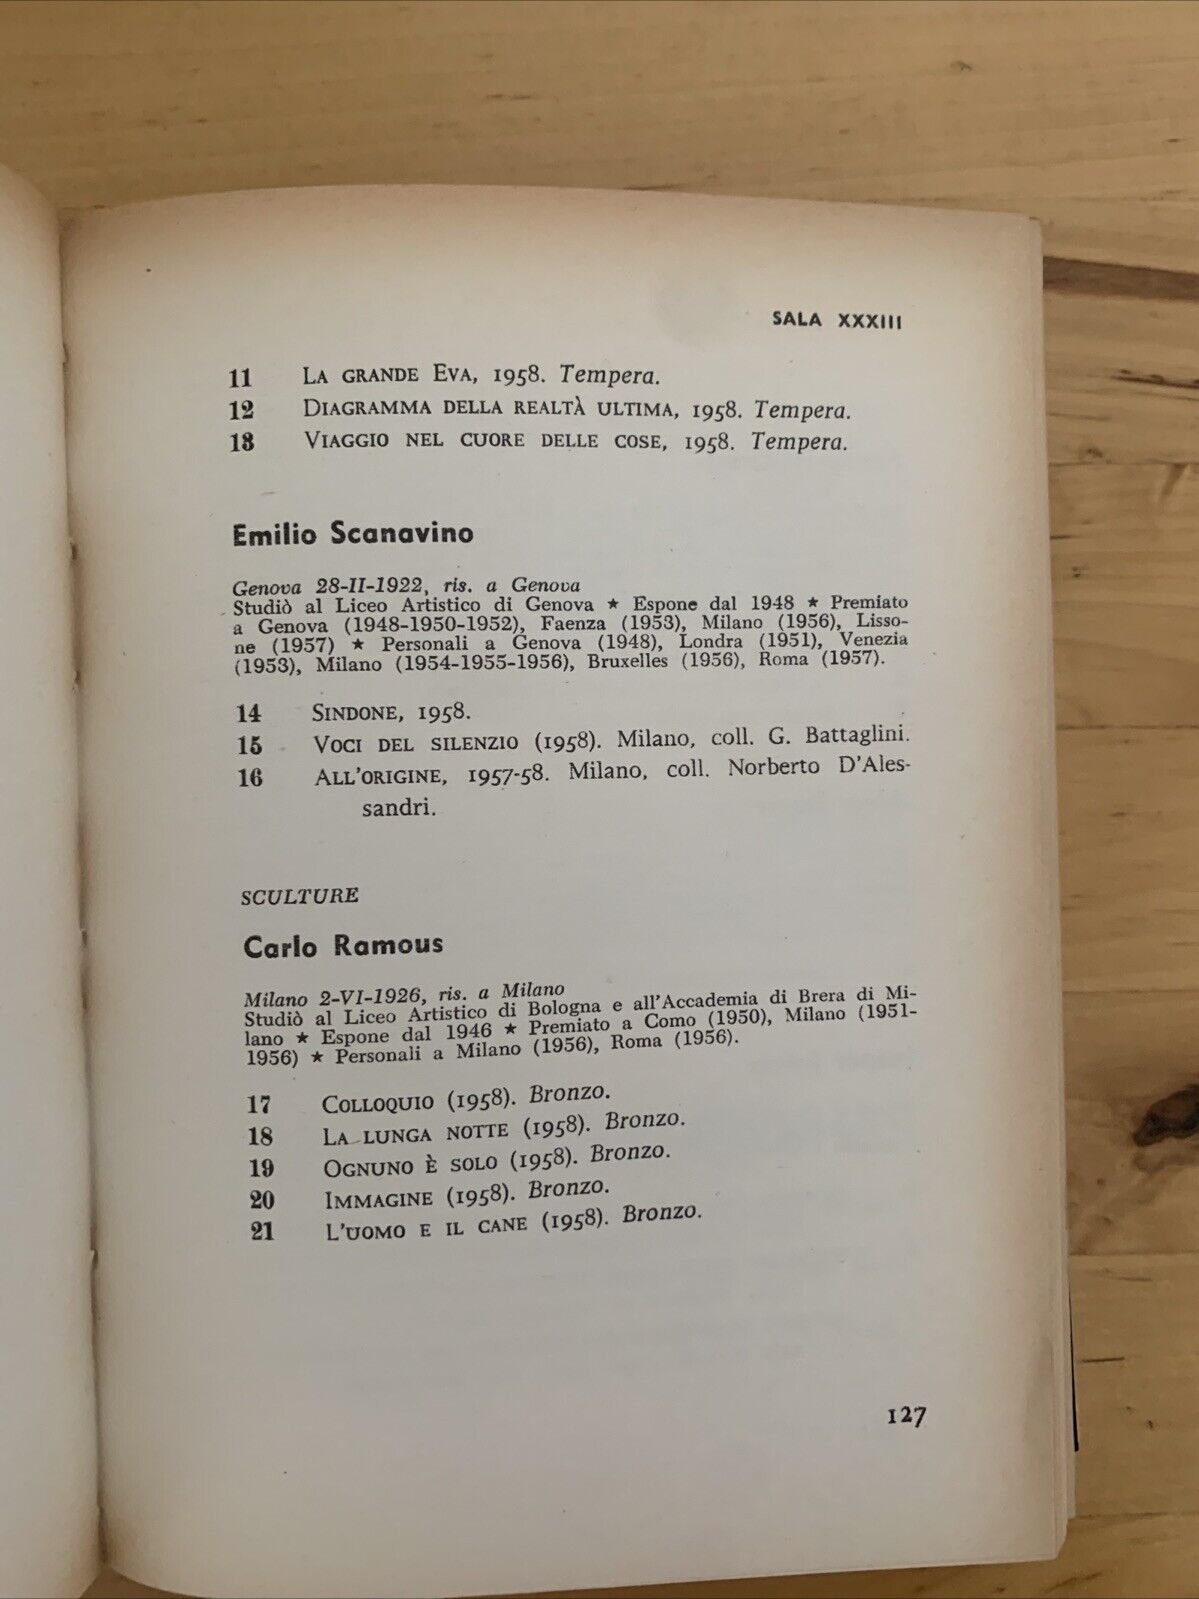 SALA XXXIII
11 LA GRANDE EVA, 1958. Tempera.
12 DIAGRAMMA DELLA REALTÀ ULTIMA, 1958. Tempera.
13 VIAGGIO NEL CUORE DELLE COSE, 1958. Tempera.
Emilio Scanavino
Genova 28-II-1922, ris. a Genova
Studiò al Liceo Artistico di Genova ★ Espone dal 1948 ★ Premiato
a Genova (1948-1950-1952), Faenza (1953), Milano (1956), Lisso-
ne (1957) ★ Personali a Genova (1948), Londra (1951), Venezia
(1953), Milano (1954-1955-1956), Bruxelles (1956), Roma (1957).
14 SINDONE, 1958.
15 VOCI DEL SILENZIO (1958). Milano, coll. G. Battaglini.
16 ALL'ORIGINE, 1957-58. Milano, coll. Norberto D'Ales-
sandri.
SCULTURE
Carlo Ramous
Milano 2-VI-1926, ris. a Milano
Studiò al Liceo Artistico di Bologna e all'Accademia di Brera di Mi-
lano ★ Espone dal 1946 ★ Premiato a Como (1950), Milano (1951-
1956) ★ Personali a Milano (1956), Roma (1956).
17 COLLOQUIO (1958). Bronzo.
18 LA LUNGA NOTTE (1958). Bronzo.
19 OGNUNO È SOLO (1958). Bronzo.
20 IMMAGINE (1958). Bronzo.
21 L'UOMO E IL CANE (1958). Bronzo.
127